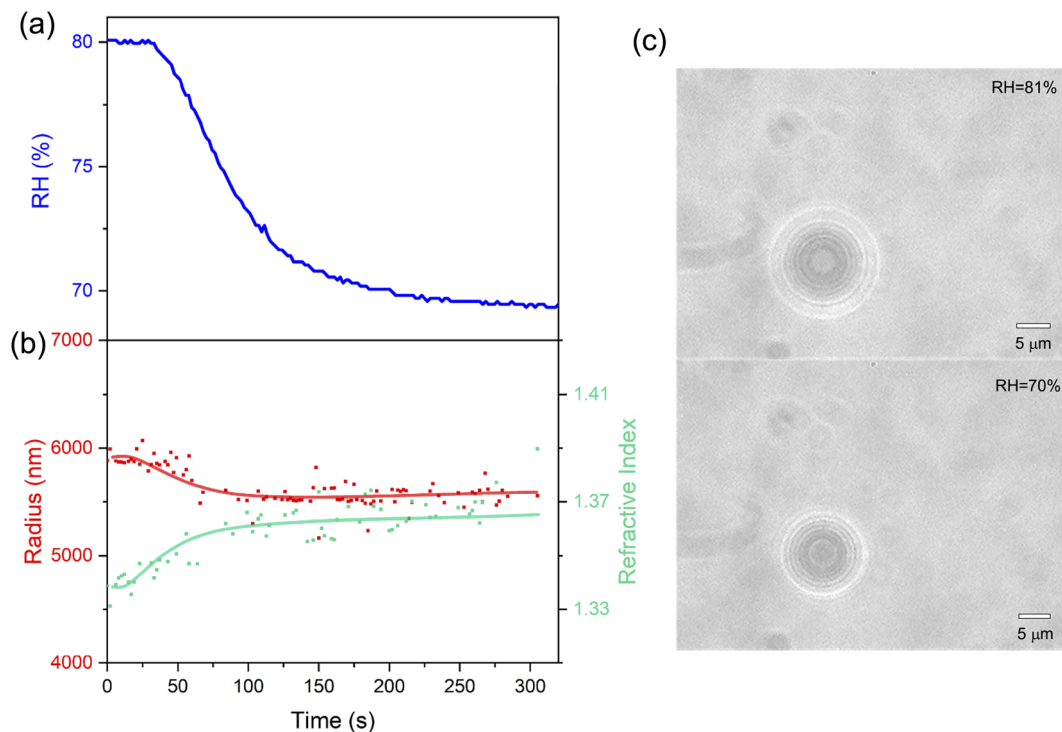 (a)
80
75
70
RH (%)
(b)
7000
6000
5000
4000
Radius (nm)
1.41
1.37
1.33
Refractive Index
0
50
100
150
200
250
300
Time (s)
(c)
RH=81%
5 μm
RH=70%
5 μm